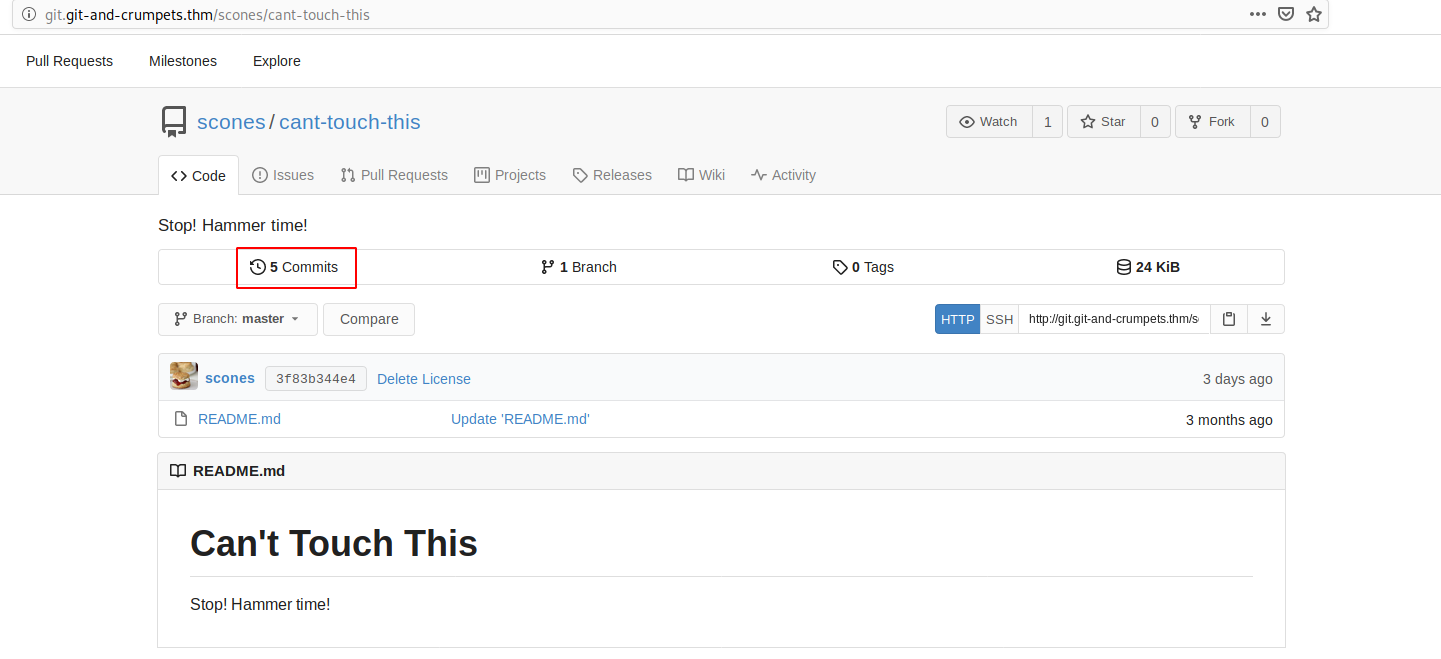 git.git-and-crumpets.thm/scones/cant-touch-this
Pull Requests Milestones Explore
scones / cant-touch-this Watch 1 Star 0 Fork 0
Code Issues Pull Requests Projects Releases Wiki Activity
Stop! Hammer time!
5 Commits 1 Branch 0 Tags 24 KiB
Branch: master Compare HTTP SSH http://git.git-and-crumpets.thm/s
scones 3f83b344e4 Delete License 3 days ago
README.md Update 'README.md' 3 months ago
README.md
Can't Touch This
Stop! Hammer time!